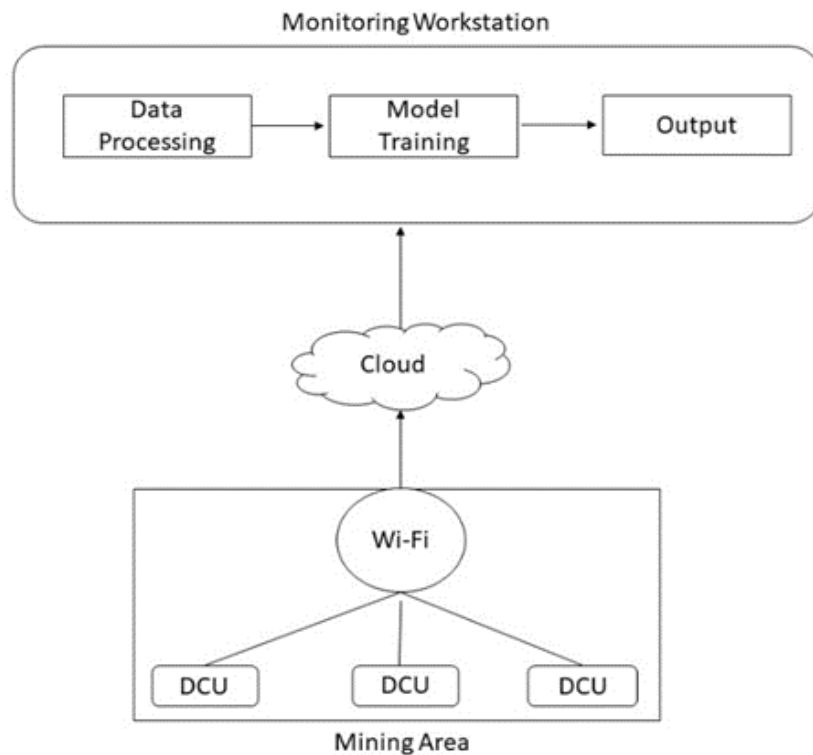 Monitoring Workstation
Data
Processing
Model
Training
Output
Cloud
Wi-Fi
DCU
DCU
DCU
Mining Area